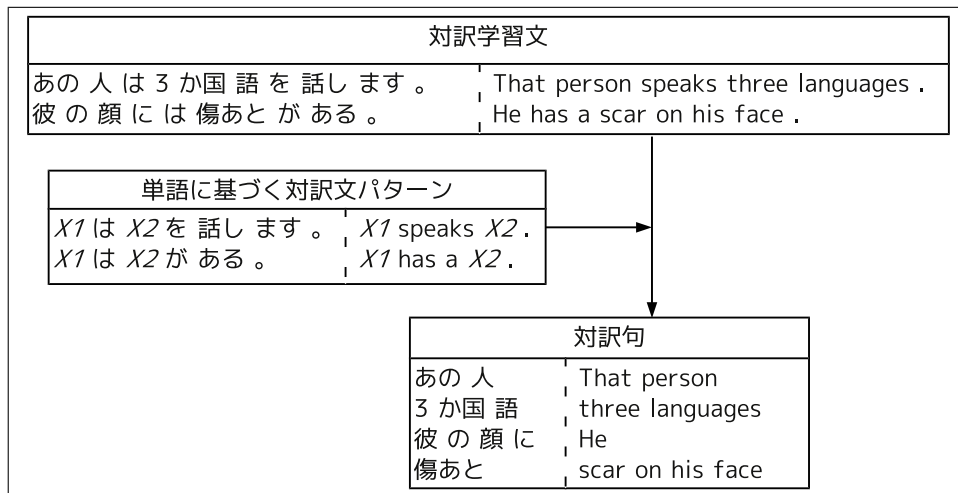 対訳学習文
あの 人 は 3 か国 語 を 話し ます 。 That person speaks three languages .
彼 の 顔 に は 傷あと が ある 。 He has a scar on his face .
単語に基づく対訳文パターン
X1 は X2 を 話し ます 。 X1 speaks X2 .
X1 は X2 が ある 。 X1 has a X2 .
対訳句
あの 人 That person
3 か国 語 three languages
彼 の 顔 に He
傷あと scar on his face